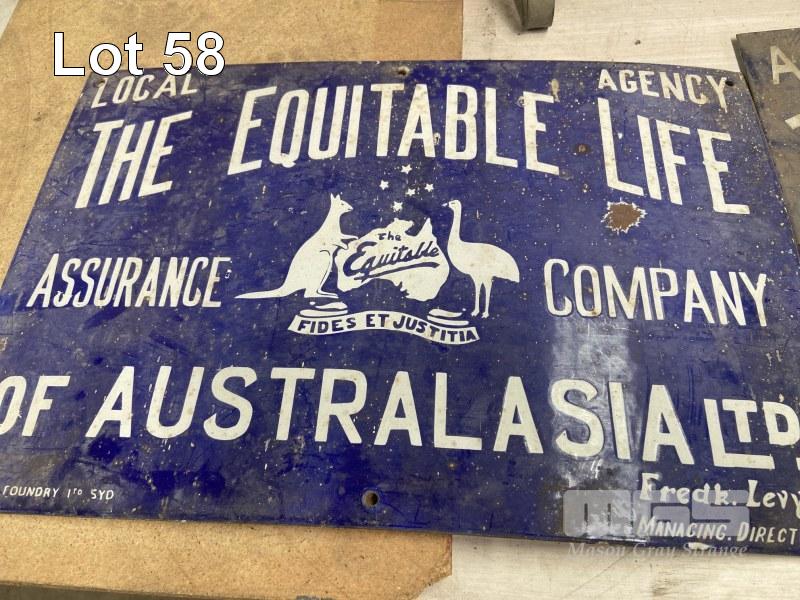 Lot 58
LOCAL AGENCY
THE EQUITABLE LIFE
The
Equitable
ASSURANCE COMPANY
FIDES ET JUSTITIA
OF AUSTRALASIA LTD.
FOUNDRY LTD SYD
Fredk. Levy
MANAGING. DIRECT
MGS
Mason Gray Strange